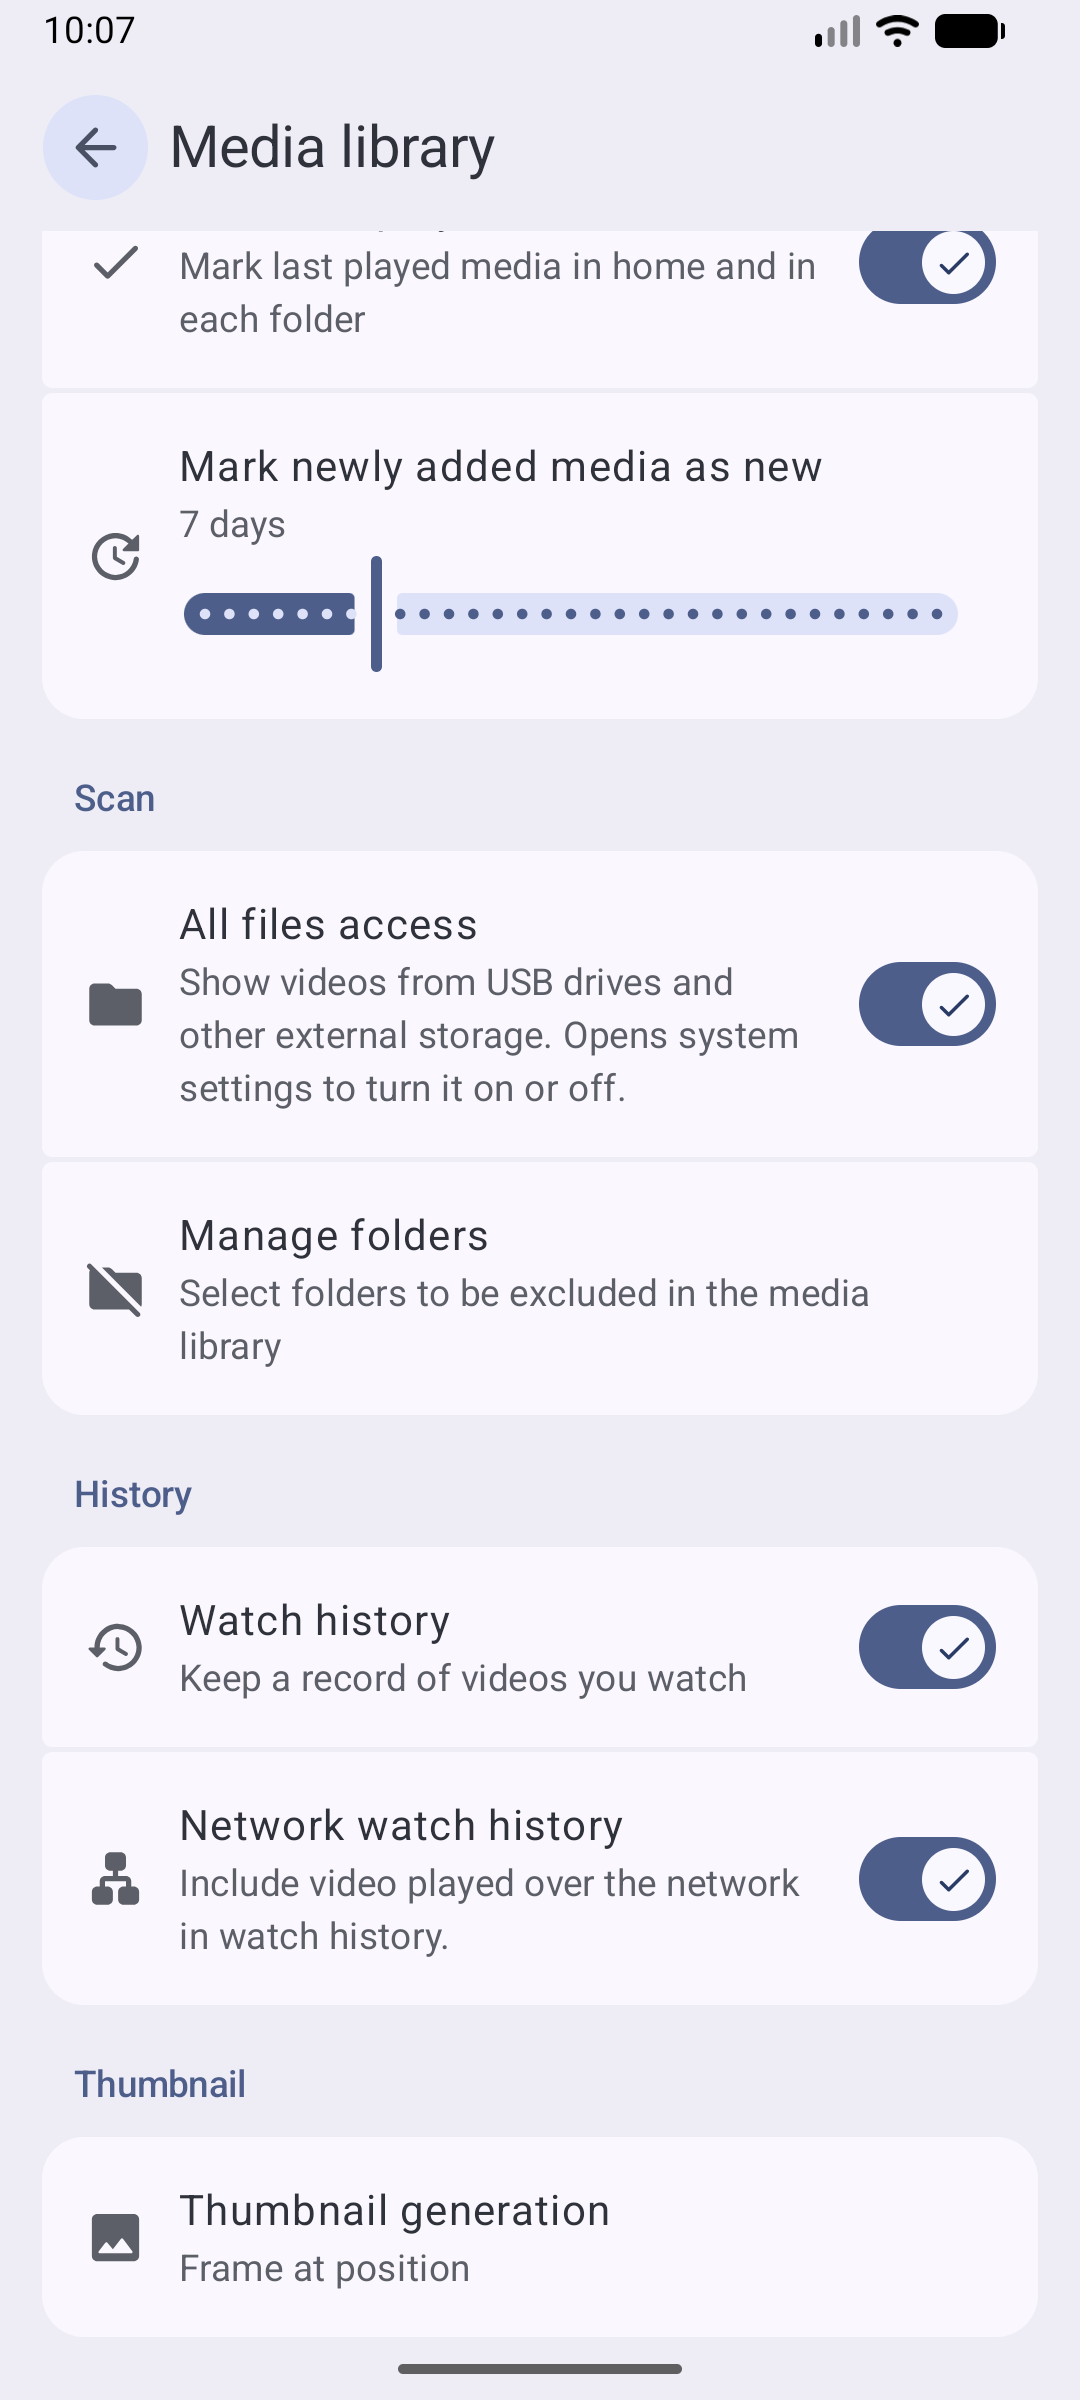 10:07
Media library
Mark last played media in home and in
each folder
Mark newly added media as new
7 days
Scan
All files access
Show videos from USB drives and
other external storage. Opens system
settings to turn it on or off.
Manage folders
Select folders to be excluded in the media
library
History
Watch history
Keep a record of videos you watch
Network watch history
Include video played over the network
in watch history.
Thumbnail
Thumbnail generation
Frame at position